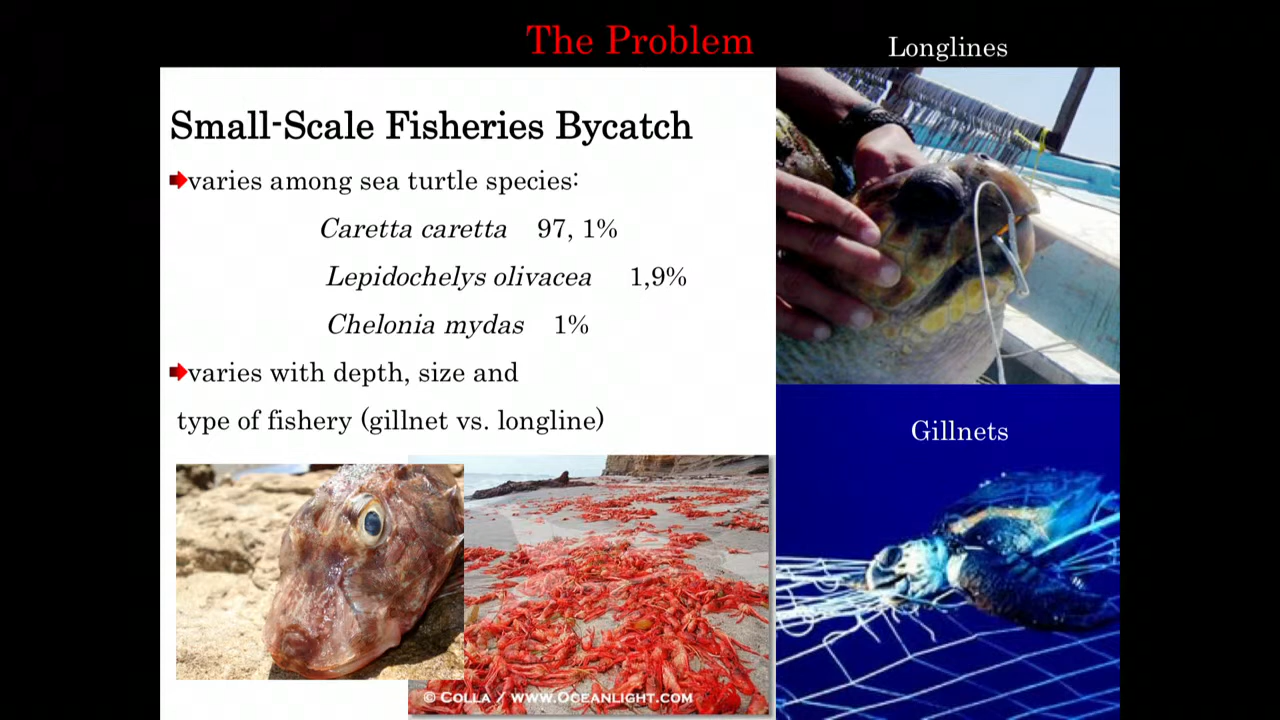 The Problem
Longlines
Small-Scale Fisheries Bycatch
varies among sea turtle species:
Caretta caretta 97, 1%
Lepidochelys olivacea 1,9%
Chelonia mydas 1%
varies with depth, size and
type of fishery (gillnet vs. longline)
Gillnets
© COLLA / WWW.OCEANLIGHT.COM